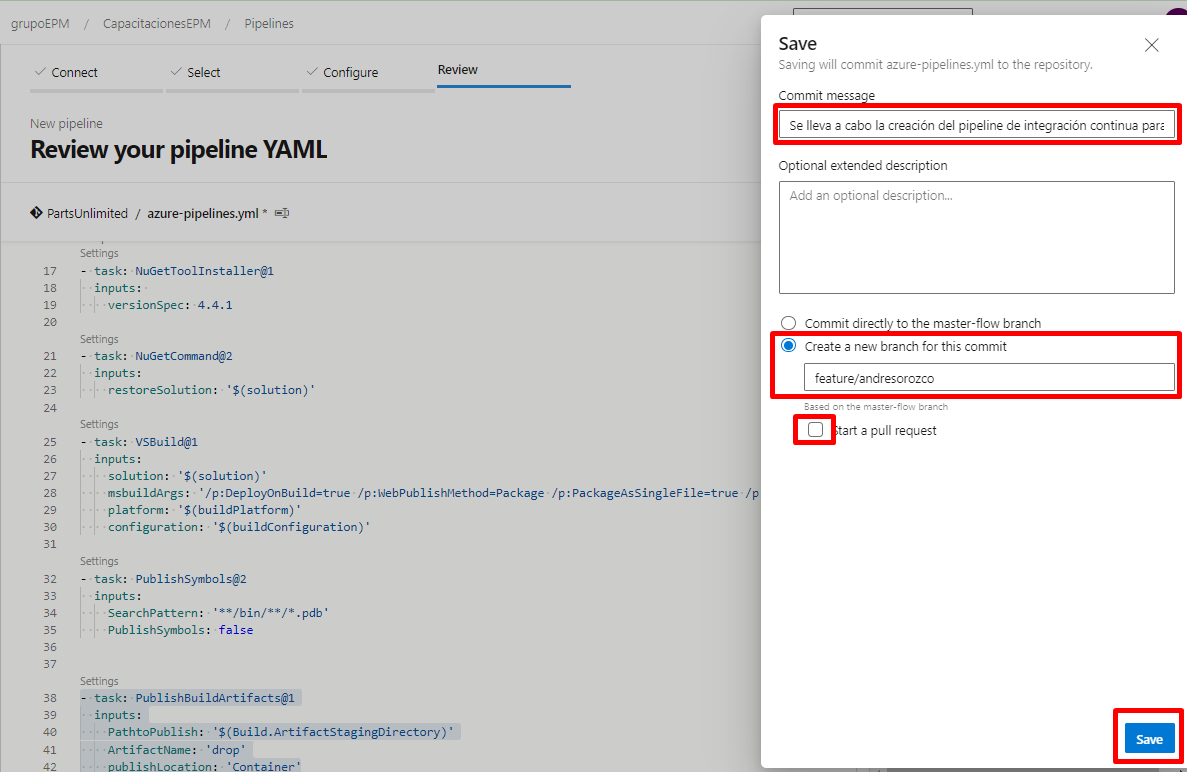 grupoEPM / CapacitacionesEPM / Pipelines
Connect Select Configure Review
New pipeline
Review your pipeline YAML
PartsUnlimited / azure-pipelines.yml *
Settings
17 - task: NuGetToolInstaller@1
18 inputs:
19 versionSpec: 4.4.1
20
Settings
21 - task: NuGetCommand@2
22 inputs:
23 restoreSolution: '$(solution)'
24
Settings
25 - task: VSBuild@1
26 inputs:
27 solution: '$(solution)'
28 msbuildArgs: '/p:DeployOnBuild=true /p:WebPublishMethod=Package /p:PackageAsSingleFile=true /p
29 platform: '$(buildPlatform)'
30 configuration: '$(buildConfiguration)'
31
Settings
32 - task: PublishSymbols@2
33 inputs:
34 SearchPattern: '**/bin/**/*.pdb'
35 PublishSymbols: false
36
37
Settings
38 - task: PublishBuildArtifacts@1
39 inputs:
40 PathtoPublish: '$(Build.ArtifactStagingDirectory)'
41 ArtifactName: 'drop'
42 publishLocation: 'Container'
Save
Saving will commit azure-pipelines.yml to the repository.
Commit message
Se lleva a cabo la creación del pipeline de integración continua para
Optional extended description
Add an optional description...
Commit directly to the master-flow branch
Create a new branch for this commit
feature/andresorozco
Based on the master-flow branch
Start a pull request
Save